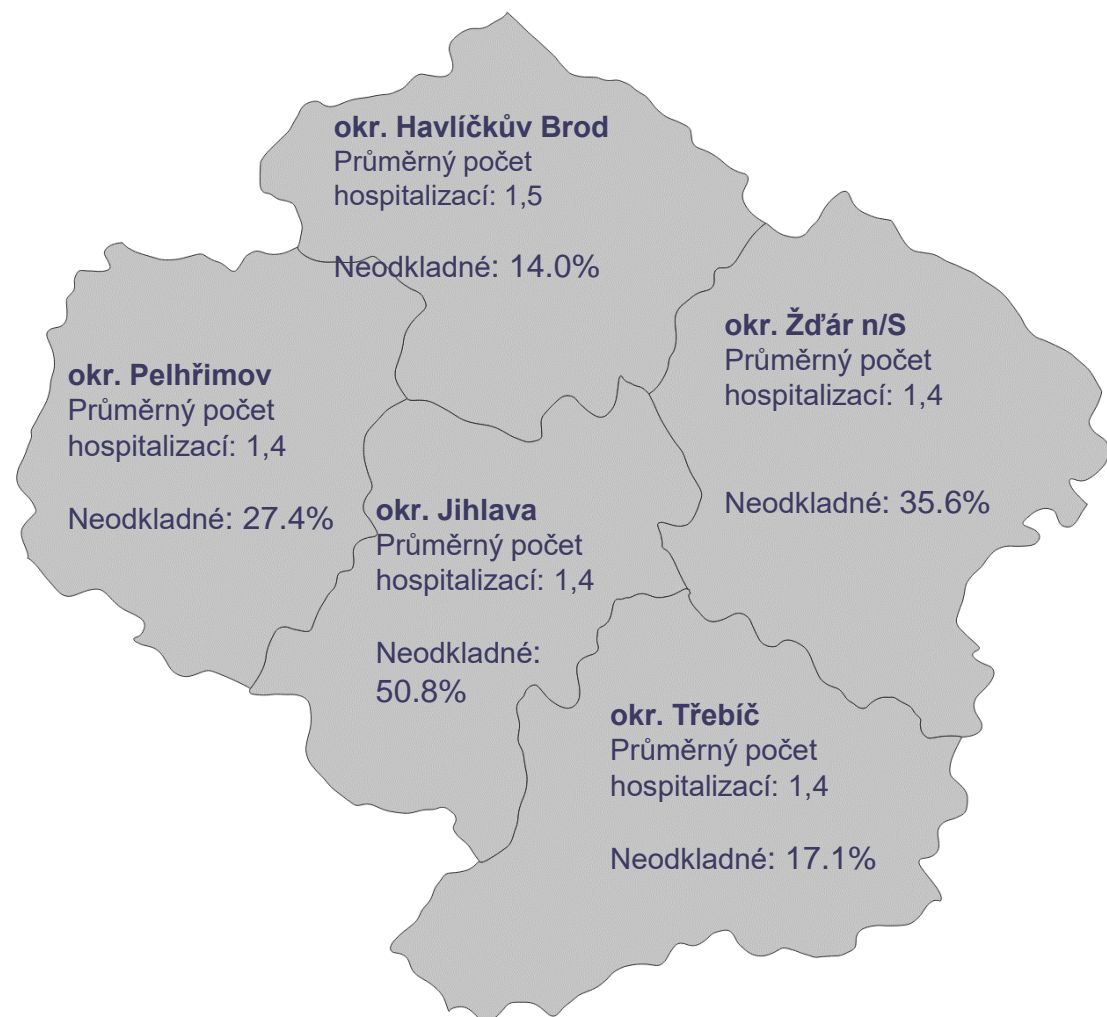 okr. Havlíčkův Brod
Průměrný počet
hospitalizací: 1,5
Neodkladné: 14.0%
okr. Žďár n/S
Průměrný počet
hospitalizací: 1,4
Neodkladné: 35.6%
okr. Pelhřimov
Průměrný počet
hospitalizací: 1,4
Neodkladné: 27.4%
okr. Jihlava
Průměrný počet
hospitalizací: 1,4
Neodkladné:
50.8%
okr. Třebíč
Průměrný počet
hospitalizací: 1,4
Neodkladné: 17.1%